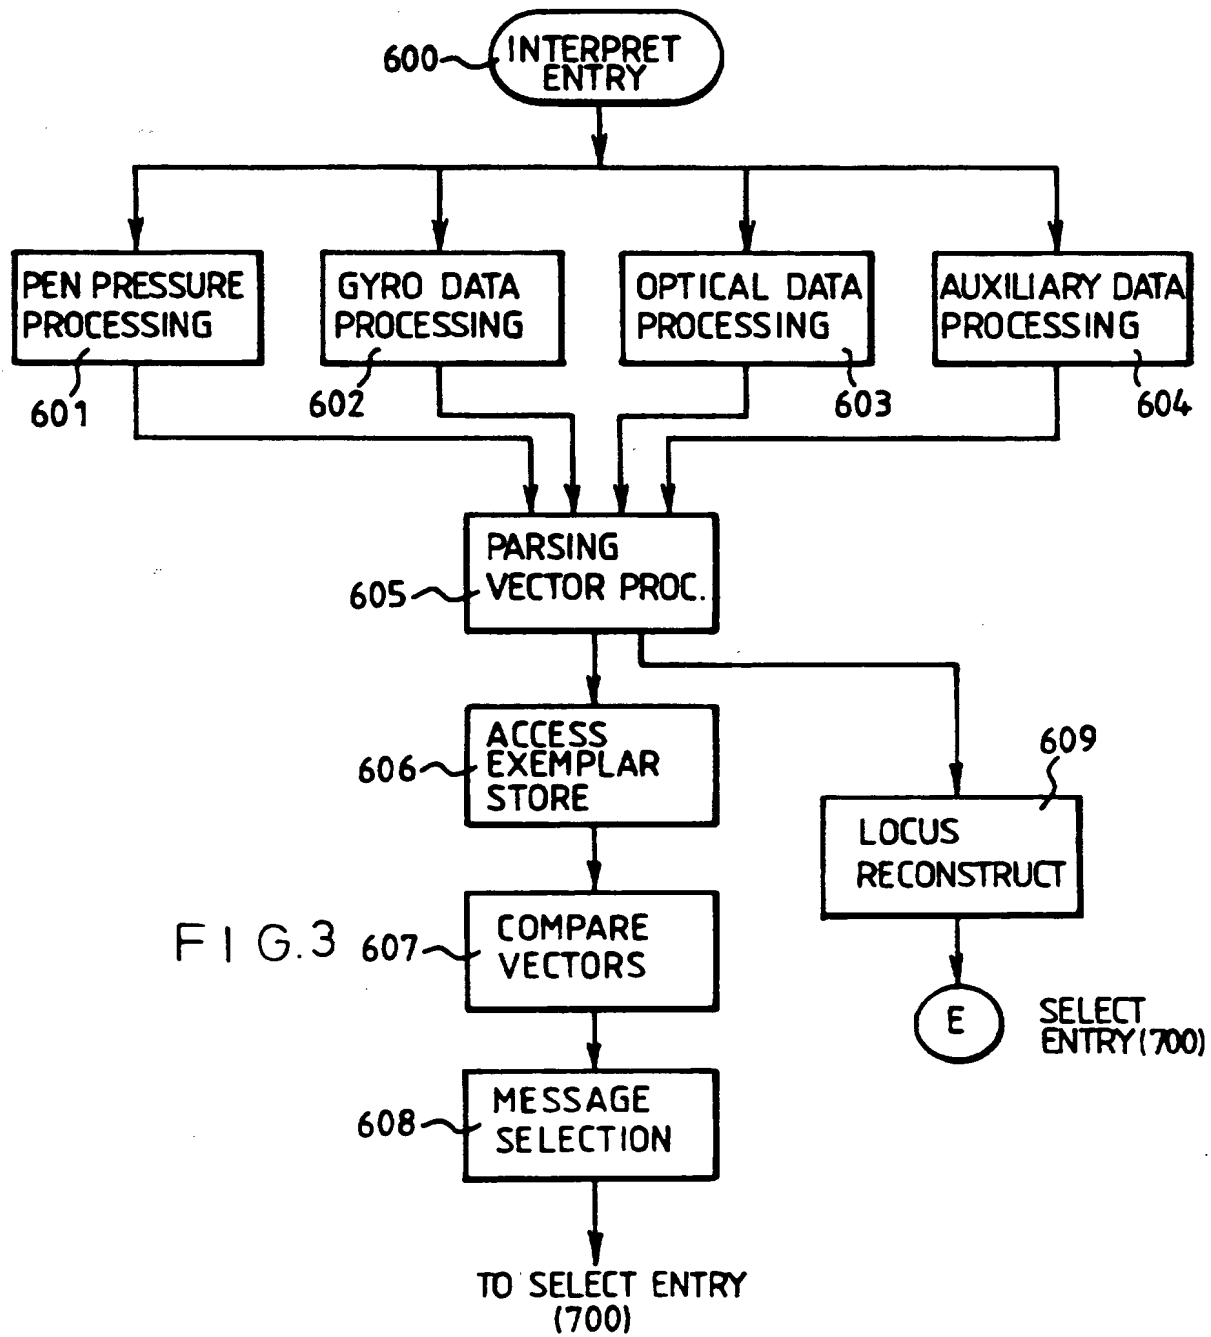 600
INTERPRET
ENTRY
PEN PRESSURE
PROCESSING
601
GYRO DATA
PROCESSING
602
OPTICAL DATA
PROCESSING
603
AUXILIARY DATA
PROCESSING
604
PARSING
VECTOR PROC.
605
ACCESS
EXEMPLAR
STORE
606
609
LOCUS
RECONSTRUCT
FIG.3
COMPARE
VECTORS
607
E
SELECT
ENTRY(700)
MESSAGE
SELECTION
608
TO SELECT ENTRY
(700)